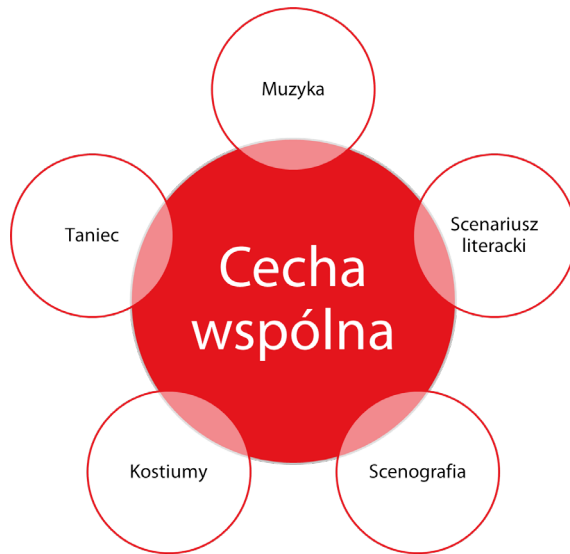 Muzyka
Taniec
Scenariusz
literacki
Cecha
wspólna
Kostiumy
Scenografia